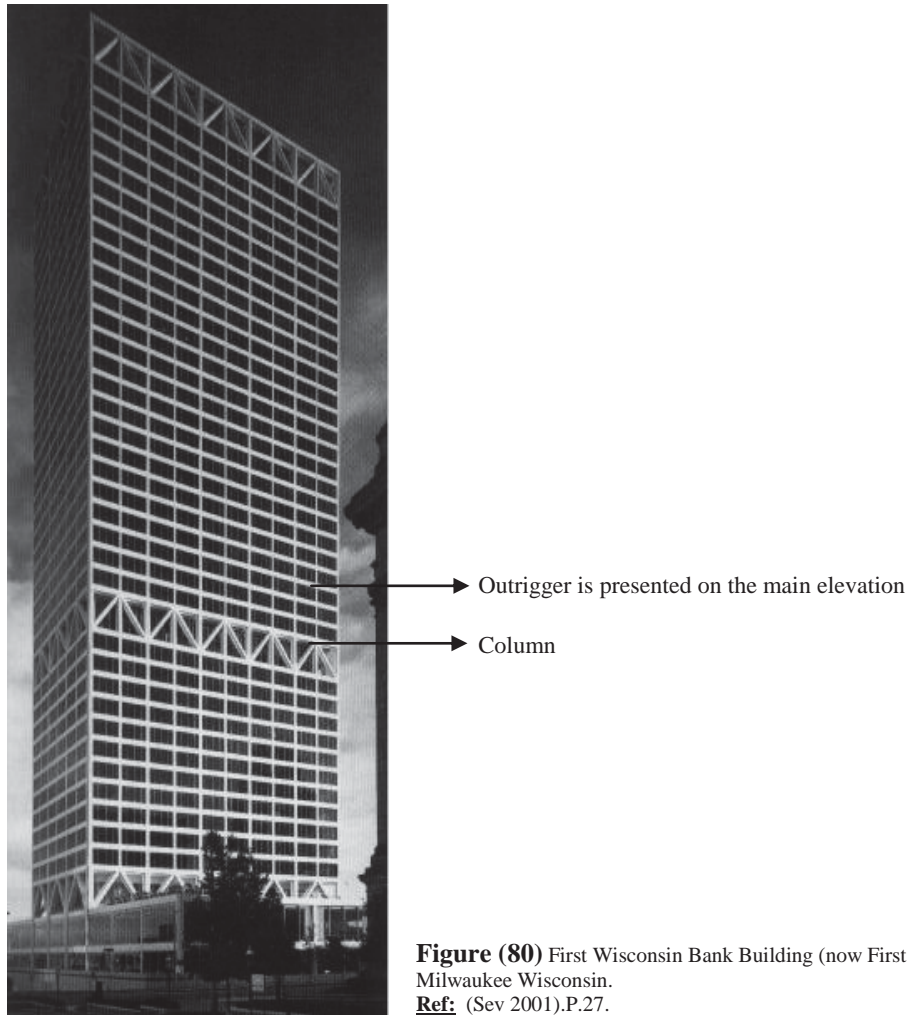 Outrigger is presented on the main elevation
Column
Figure (80) First Wisconsin Bank Building (now First
Milwaukee Wisconsin.
Ref: (Sev 2001).P.27.